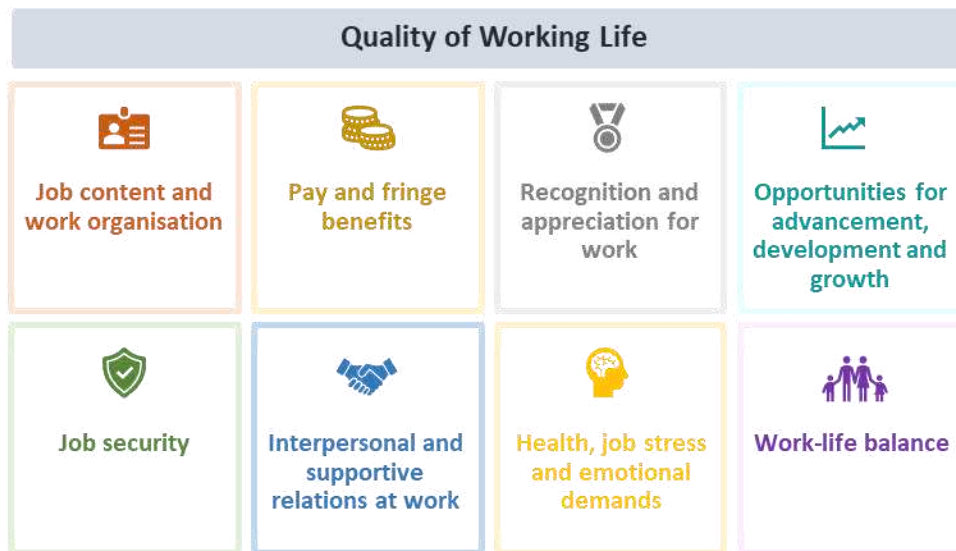 Quality of Working Life
Job content and
work organisation
Pay and fringe
benefits
Recognition and
appreciation for
work
Opportunities for
advancement,
development and
growth
Job security
Interpersonal and
supportive
relations at work
Health, job stress
and emotional
demands
Work-life balance